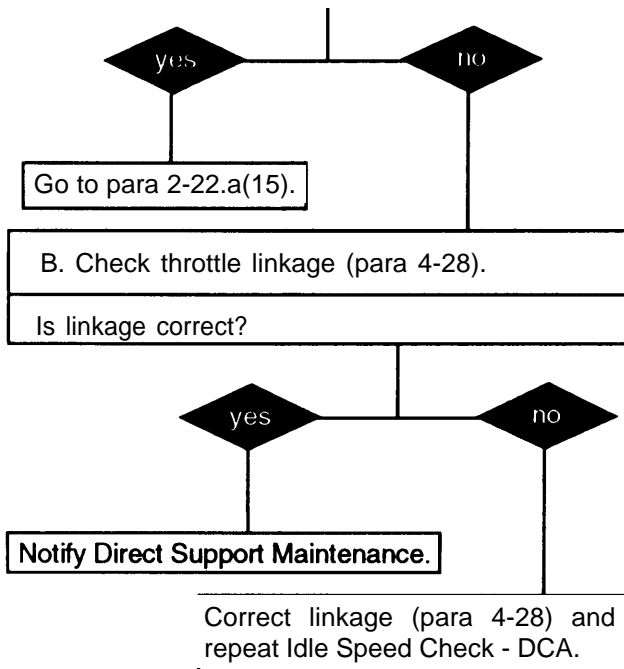 yes
no
Go to para 2-22.a(15).
B. Check throttle linkage (para 4-28).
Is linkage correct?
yes
no
Notify Direct Support Maintenance.
Correct linkage (para 4-28) and
repeat Idle Speed Check - DCA.